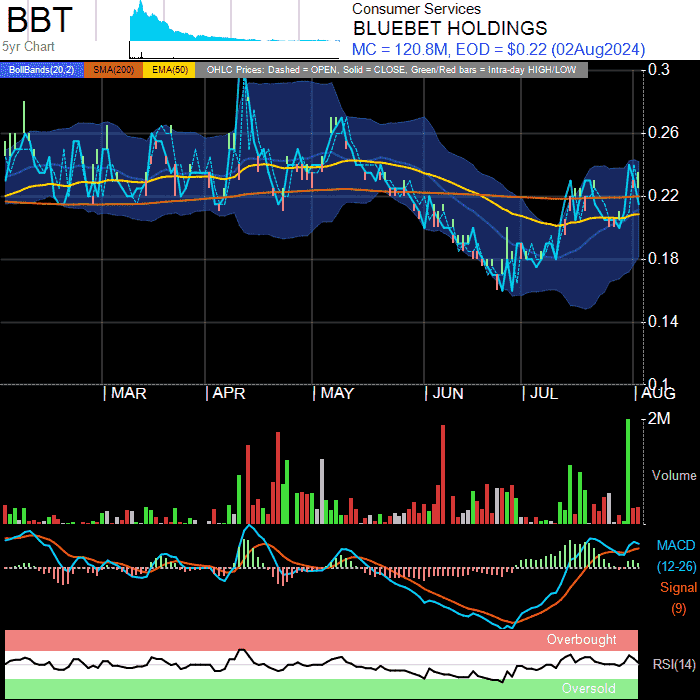 BBT
5yr Chart
Consumer Services
BLUEBET HOLDINGS
MC = 120.8M, EOD = $0.22 (02Aug2024)
BollBands(20,2) SMA(200) EMA(50) OHLC Prices: Dashed = OPEN, Solid = CLOSE, Green/Red bars = Intra-day HIGH/LOW
0.3
0.26
0.22
0.18
0.14
0.1
MAR APR MAY JUN JUL AUG
2M
Volume
MACD
(12-26)
Signal
(9)
Overbought
RSI(14)
Oversold